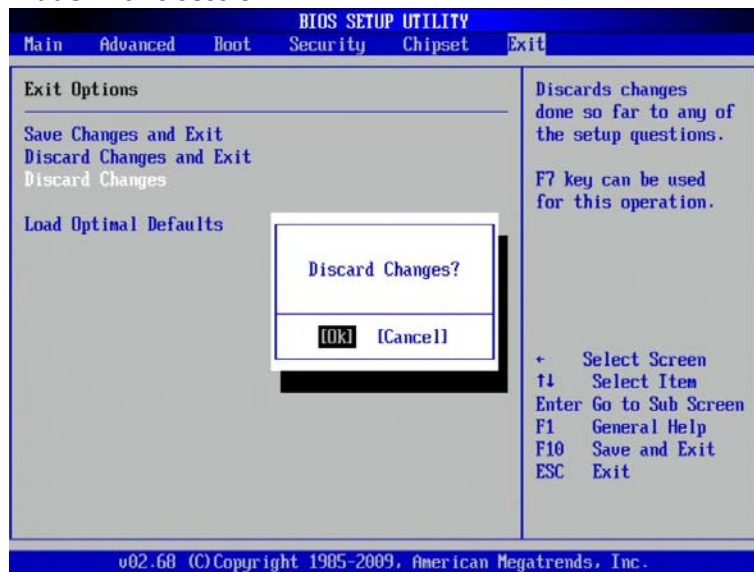 BIOS SETUP UTILITY
Main Advanced Boot Security Chipset Exit
Exit Options
Save Changes and Exit
Discard Changes and Exit
Discard Changes
Load Optimal Defaults
Discard Changes?
[Ok] [Cancel]
Discards changes
done so far to any of
the setup questions.
F7 key can be used
for this operation.
← Select Screen
↑↓ Select Item
Enter Go to Sub Screen
F1 General Help
F10 Save and Exit
ESC Exit
v02.68 (C)Copyright 1985-2009, American Megatrends, Inc.